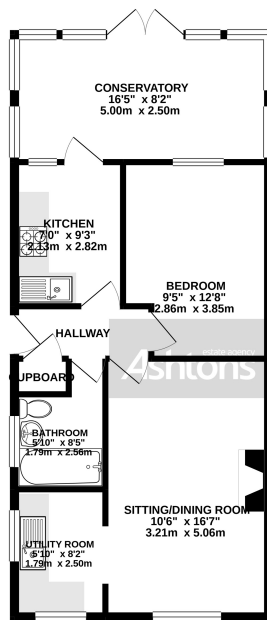 CONSERVATORY
16'5" x 8'2"
5.00m x 2.50m
KITCHEN
7'0" x 9'3"
2.13m x 2.82m
BEDROOM
9'5" x 12'8"
2.86m x 3.85m
HALLWAY
estate agency
Ashtons
CUPBOARD
BATHROOM
5'10" x 8'5"
1.79m x 2.56m
SITTING/DINING ROOM
10'6" x 16'7"
3.21m x 5.06m
UTILITY ROOM
5'10" x 8'2"
1.79m x 2.50m